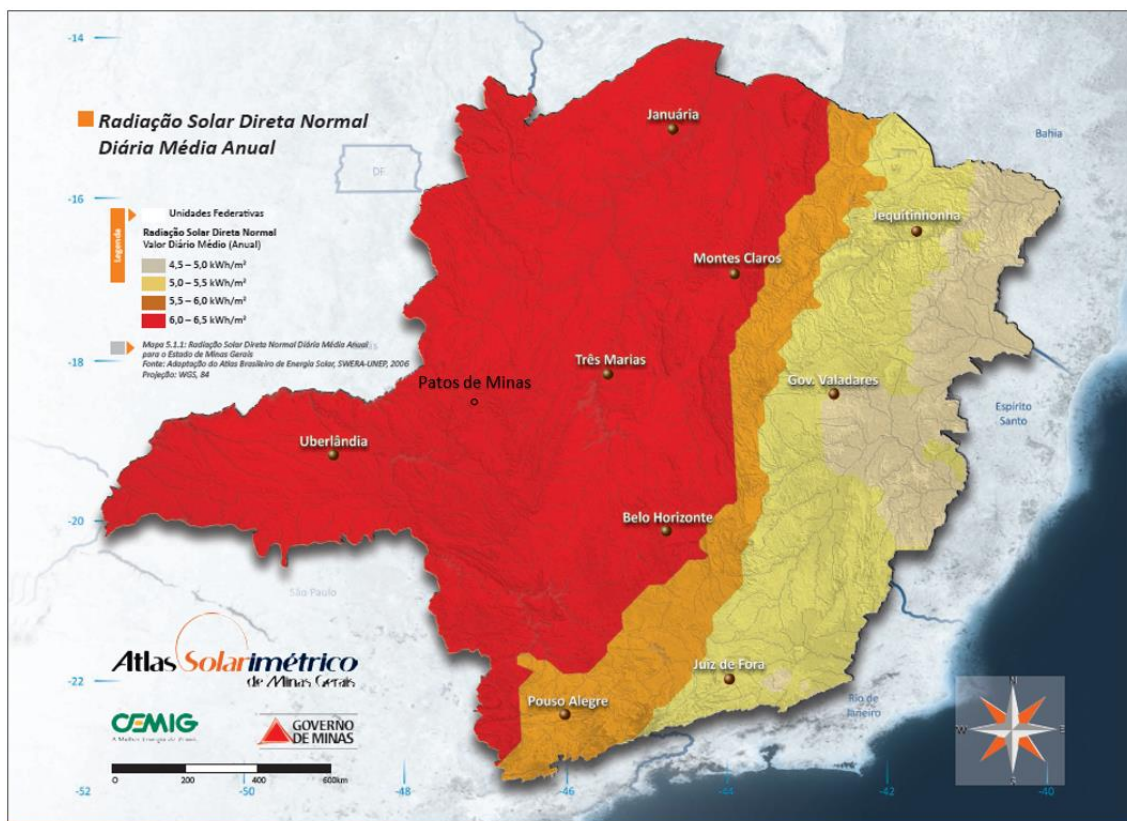 -14
Radiação Solar Direta Normal
Diária Média Anual
Januária
Bahia
DF
-16
Legenda
Unidades Federativas
Radiação Solar Direta Normal
Valor Diário Médio (Anual)
4,5 – 5,0 kWh/m²
5,0 – 5,5 kWh/m²
5,5 – 6,0 kWh/m²
6,0 – 6,5 kWh/m²
Jequitinhonha
Montes Claros
Mapa 5.1.1: Radiação Solar Direta Normal Diária Média Anual
para o Estado de Minas Gerais
Fonte: Adaptação do Atlas Brasileiro de Energia Solar, SWERA-UNEP, 2006
Projeção: WGS, 84
-18
Três Marias
Patos de Minas
Gov. Valadares
Espírito
Santo
Uberlândia
-20
Belo Horizonte
São Paulo
Atlas Solarimétrico
de Minas Gerais
-22
Juiz de Fora
Pouso Alegre
Rio de
Janeiro
CEMIG
A Melhor Energia do Brasil.
GOVERNO
DE MINAS
N
W
E
S
0 200 400 600km
-52 -50 -48 -46 -44 -42 -40